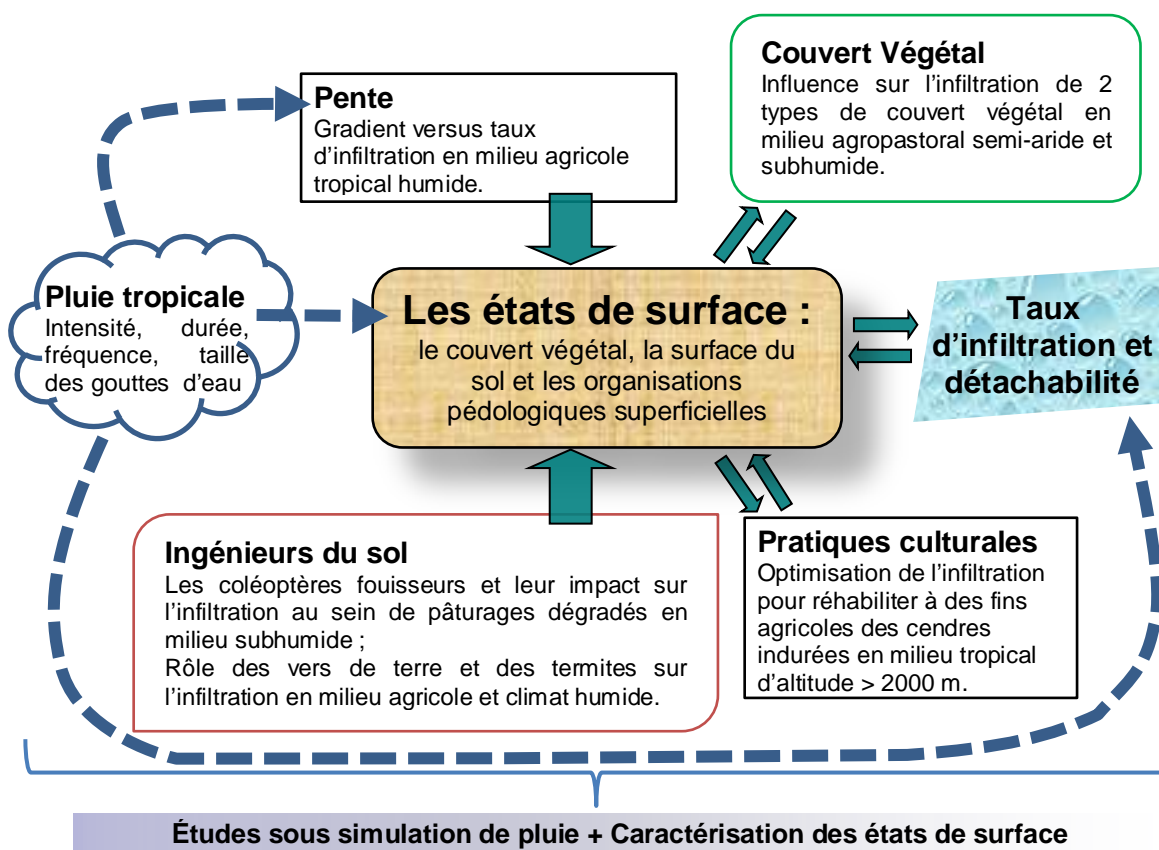 Pente
Gradient versus taux
d'infiltration en milieu agricole
tropical humide.
Couvert Végétal
Influence sur l'infiltration de 2
types de couvert végétal en
milieu agropastoral semi-aride et
subhumide.
Pluie tropicale
Intensité, durée,
fréquence, taille
des gouttes d'eau
Les états de surface :
le couvert végétal, la surface du
sol et les organisations
pédologiques superficielles
Taux
d'infiltration et
détachabilité
Ingénieurs du sol
Les coléoptères fouisseurs et leur impact sur
l'infiltration au sein de pâturages dégradés en
milieu subhumide ;
Rôle des vers de terre et des termites sur
l'infiltration en milieu agricole et climat humide.
Pratiques culturales
Optimisation de l'infiltration
pour réhabiliter à des fins
agricoles des cendres
indurées en milieu tropical
d'altitude > 2000 m.
Études sous simulation de pluie + Caractérisation des états de surface